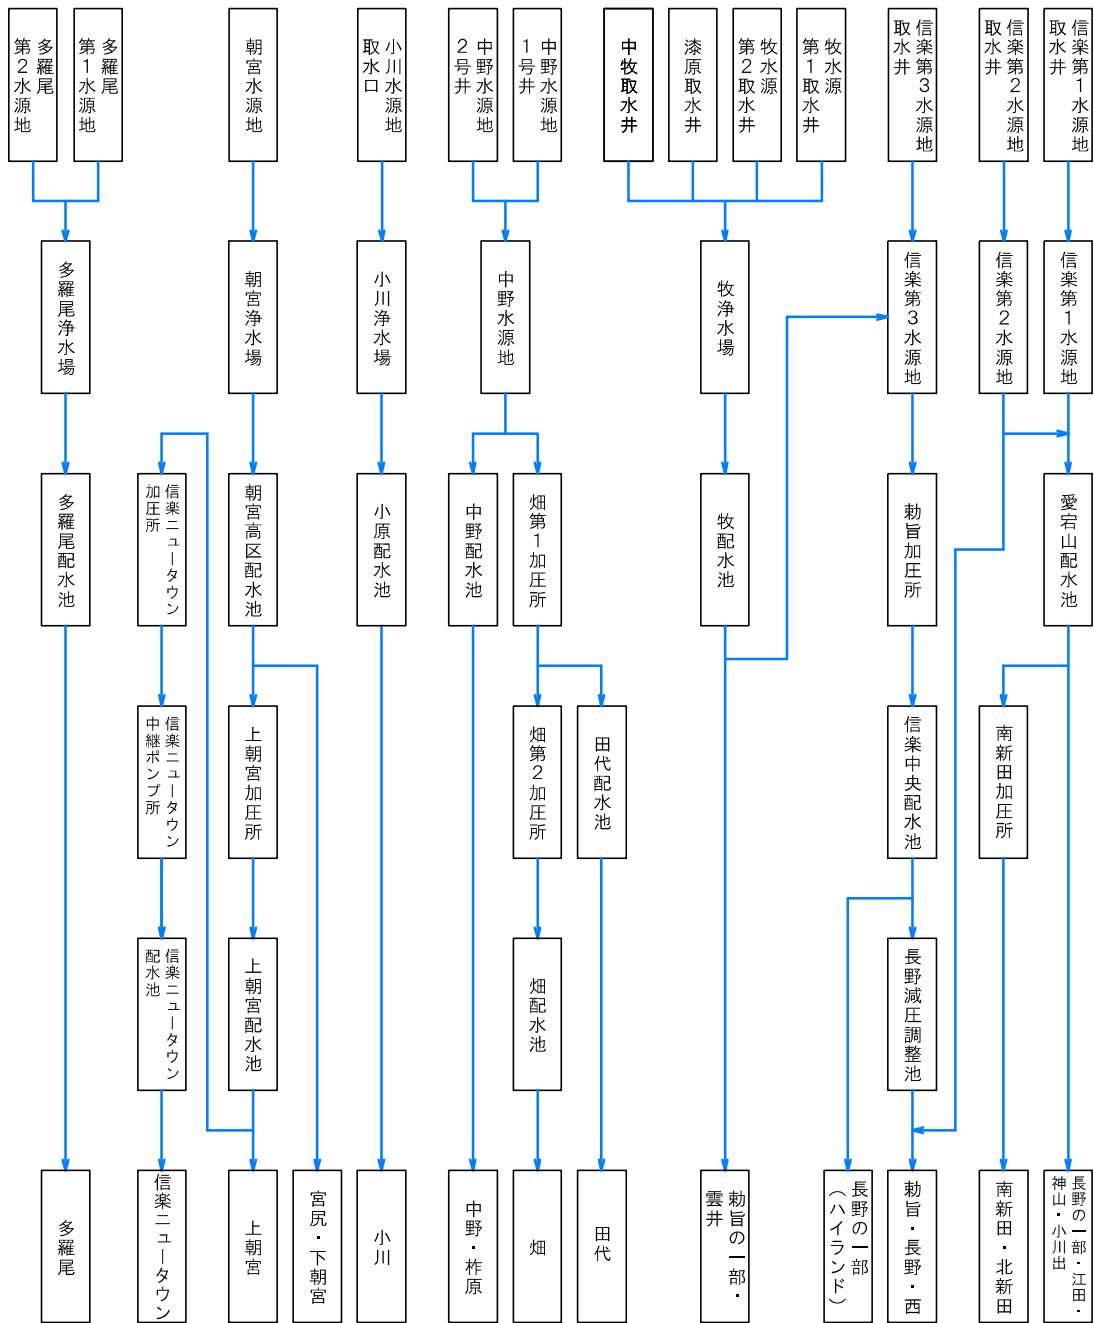 信楽第1水源地
取水井
信楽第2水源地
取水井
信楽第3水源地
取水井
牧水源
第1取水井
牧水源
第2取水井
漆原取水井
中牧取水井
中野水源地
1号井
中野水源地
2号井
小川水源地
取水口
朝宮水源地
多羅尾
第1水源地
多羅尾
第2水源地
信楽第1水源地
信楽第2水源地
信楽第3水源地
牧浄水場
中野水源地
小川浄水場
朝宮浄水場
多羅尾浄水場
愛宕山配水池
勅旨加圧所
牧配水池
畑第1加圧所
中野配水池
小原配水池
朝宮高区配水池
信楽ニュータウン
加圧所
多羅尾配水池
南新田加圧所
信楽中央配水池
田代配水池
畑第2加圧所
上朝宮加圧所
信楽ニュータウン
中継ポンプ所
長野減圧調整池
畑配水池
上朝宮配水池
信楽ニュータウン
配水池
長野の一部・江田・
神山・小川出
南新田・北新田
勅旨・長野・西
長野の一部
（ハイランド）
勅旨の一部・
雲井
田代
畑
中野・柞原
小川
宮尻・下朝宮
上朝宮
信楽ニュータウン
多羅尾